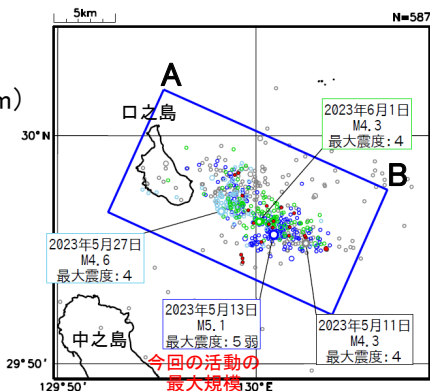 5km
N=587
m)
A
口之島
2023年6月1日
M4.3
最大震度:4
30°N
B
2023年5月27日
M4.6
最大震度:4
2023年5月13日
M5.1
最大震度:5弱
2023年5月11日
M4.3
最大震度:4
中之島
今回の活動の
最大規模
29°50'
129°50'
130°E